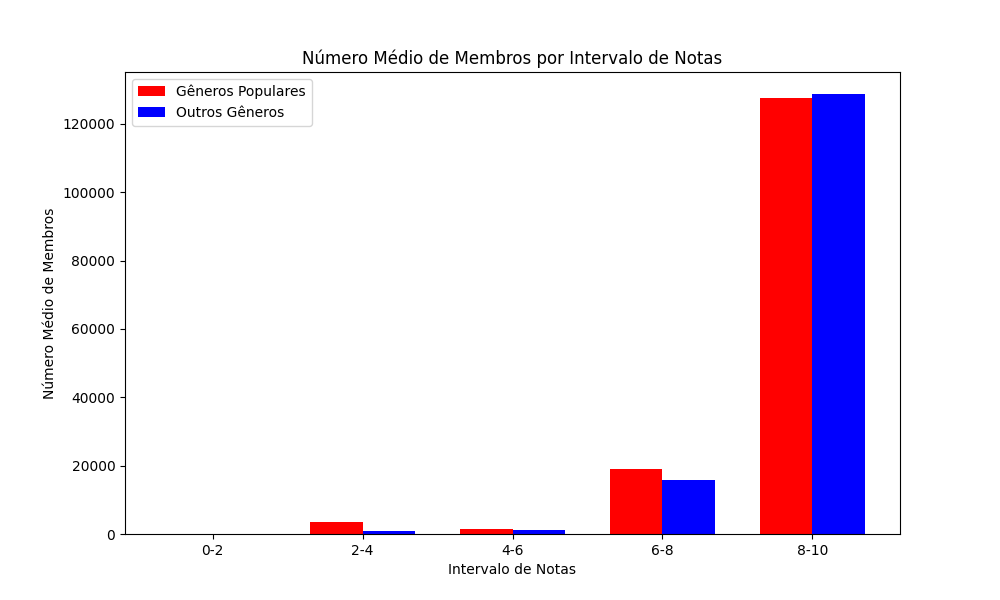 Número Médio de Membros por Intervalo de Notas
Gêneros Populares
Outros Gêneros
Número Médio de Membros
120000
100000
80000
60000
40000
20000
0
0-2
2-4
4-6
6-8
8-10
Intervalo de Notas